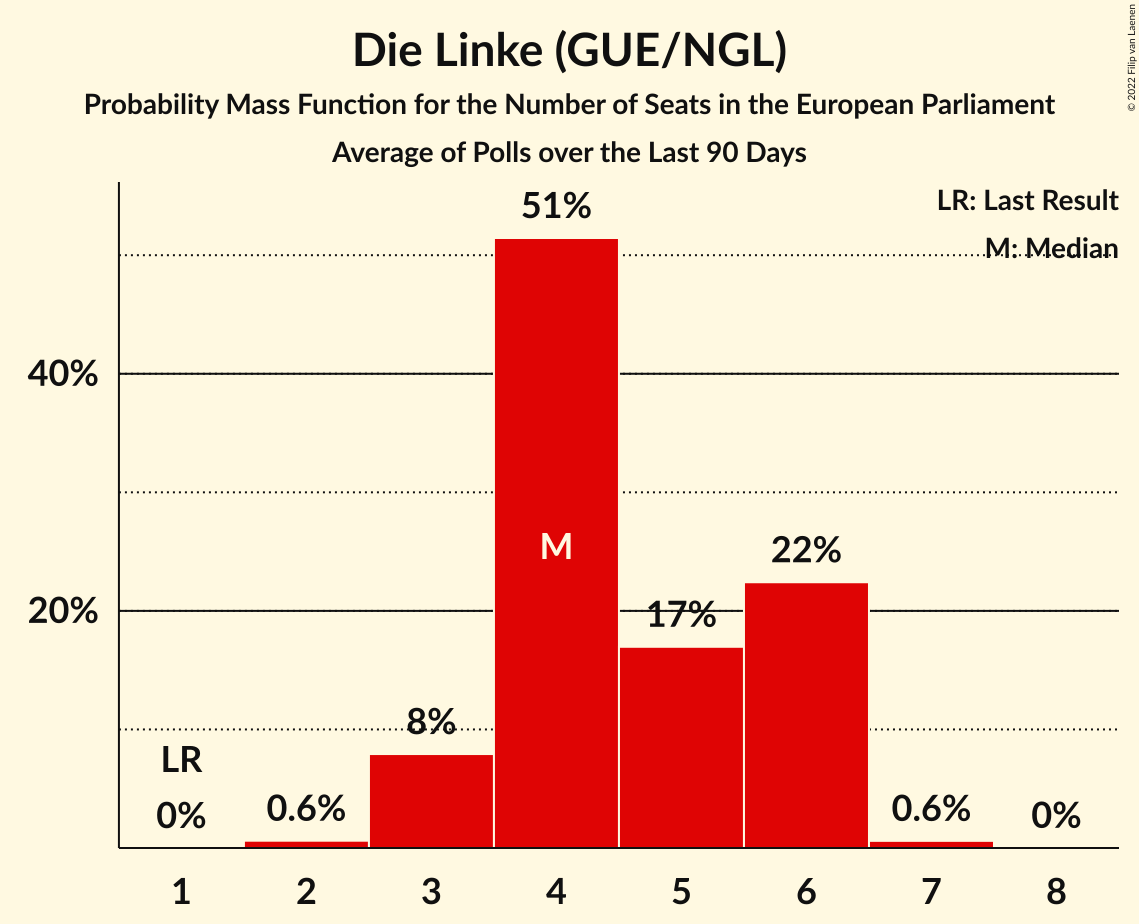 Die Linke (GUE/NGL)
Probability Mass Function for the Number of Seats in the European Parliament
Average of Polls over the Last 90 Days
© 2022 Filip van Laenen
LR: Last Result
M: Median
51%
40%
M
22%
20%
17%
8%
LR
0%
0.6%
0.6%
0%
1 2 3 4 5 6 7 8